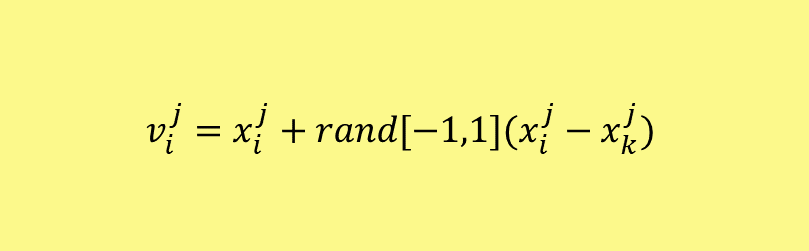 $v_i^j = x_i^j + rand[-1,1](x_i^j - x_k^j)$